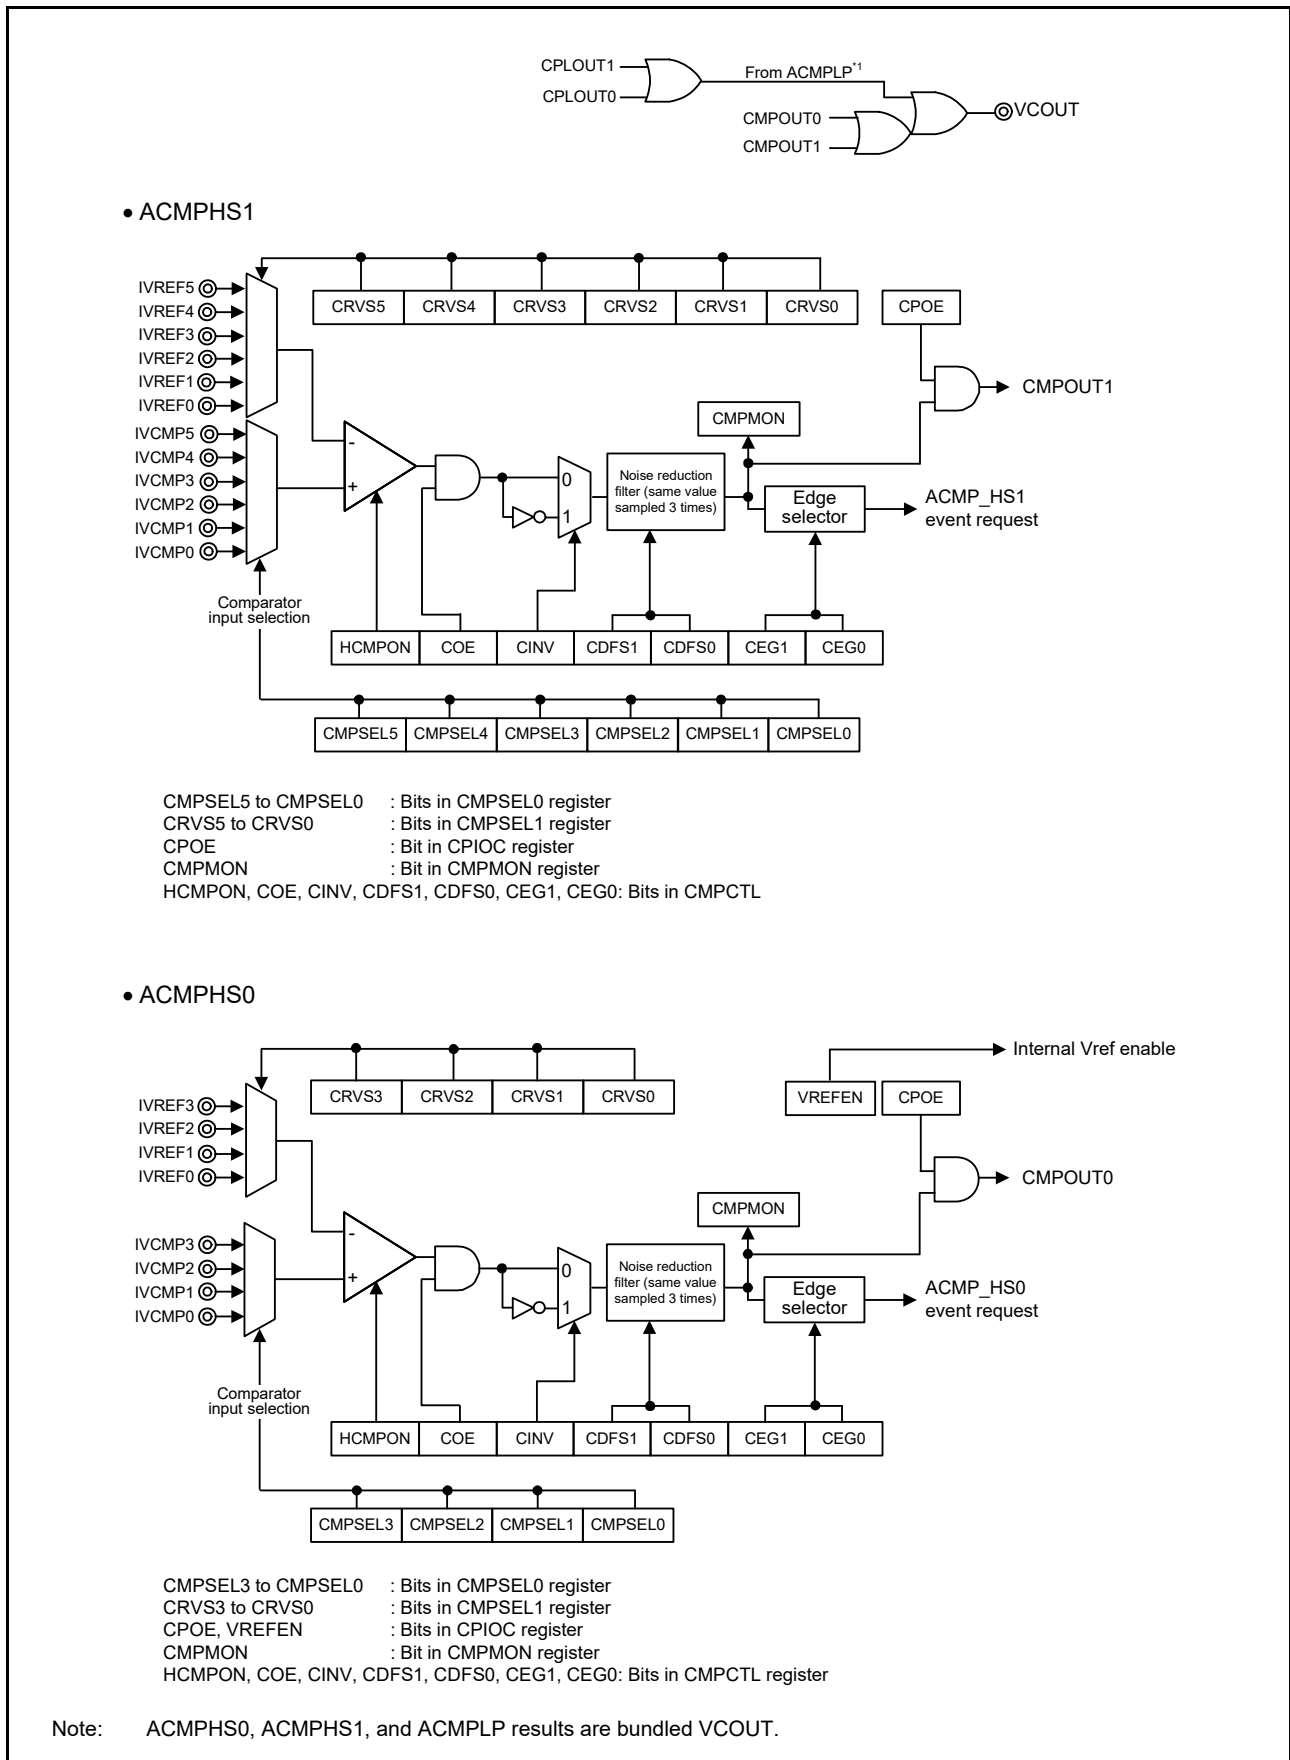 CPLOUT1
CPLOUT0
From ACMPLP*1
CMPOUT0
CMPOUT1
VCOUT
• ACMPHS1
IVREF5
IVREF4
IVREF3
IVREF2
IVREF1
IVREF0
IVCMP5
IVCMP4
IVCMP3
IVCMP2
IVCMP1
IVCMP0
CRVS5 CRVS4 CRVS3 CRVS2 CRVS1 CRVS0
CPOE
CMPOUT1
CMPMON
-
+
0
1
Noise reduction
filter (same value
sampled 3 times)
Edge
selector
ACMP_HS1
event request
Comparator
input selection
HCMPON COE CINV CDFS1 CDFS0 CEG1 CEG0
CMPSEL5 CMPSEL4 CMPSEL3 CMPSEL2 CMPSEL1 CMPSEL0
CMPSEL5 to CMPSEL0 : Bits in CMPSEL0 register
CRVS5 to CRVS0 : Bits in CMPSEL1 register
CPOE : Bit in CPIOC register
CMPMON : Bit in CMPMON register
HCMPON, COE, CINV, CDFS1, CDFS0, CEG1, CEG0: Bits in CMPCTL
• ACMPHS0
Internal Vref enable
IVREF3
IVREF2
IVREF1
IVREF0
IVCMP3
IVCMP2
IVCMP1
IVCMP0
CRVS3 CRVS2 CRVS1 CRVS0
VREFEN CPOE
CMPOUT0
CMPMON
-
+
0
1
Noise reduction
filter (same value
sampled 3 times)
Edge
selector
ACMP_HS0
event request
Comparator
input selection
HCMPON COE CINV CDFS1 CDFS0 CEG1 CEG0
CMPSEL3 CMPSEL2 CMPSEL1 CMPSEL0
CMPSEL3 to CMPSEL0 : Bits in CMPSEL0 register
CRVS3 to CRVS0 : Bits in CMPSEL1 register
CPOE, VREFEN : Bits in CPIOC register
CMPMON : Bit in CMPMON register
HCMPON, COE, CINV, CDFS1, CDFS0, CEG1, CEG0: Bits in CMPCTL register
Note: ACMPHS0, ACMPHS1, and ACMPLP results are bundled VCOUT.